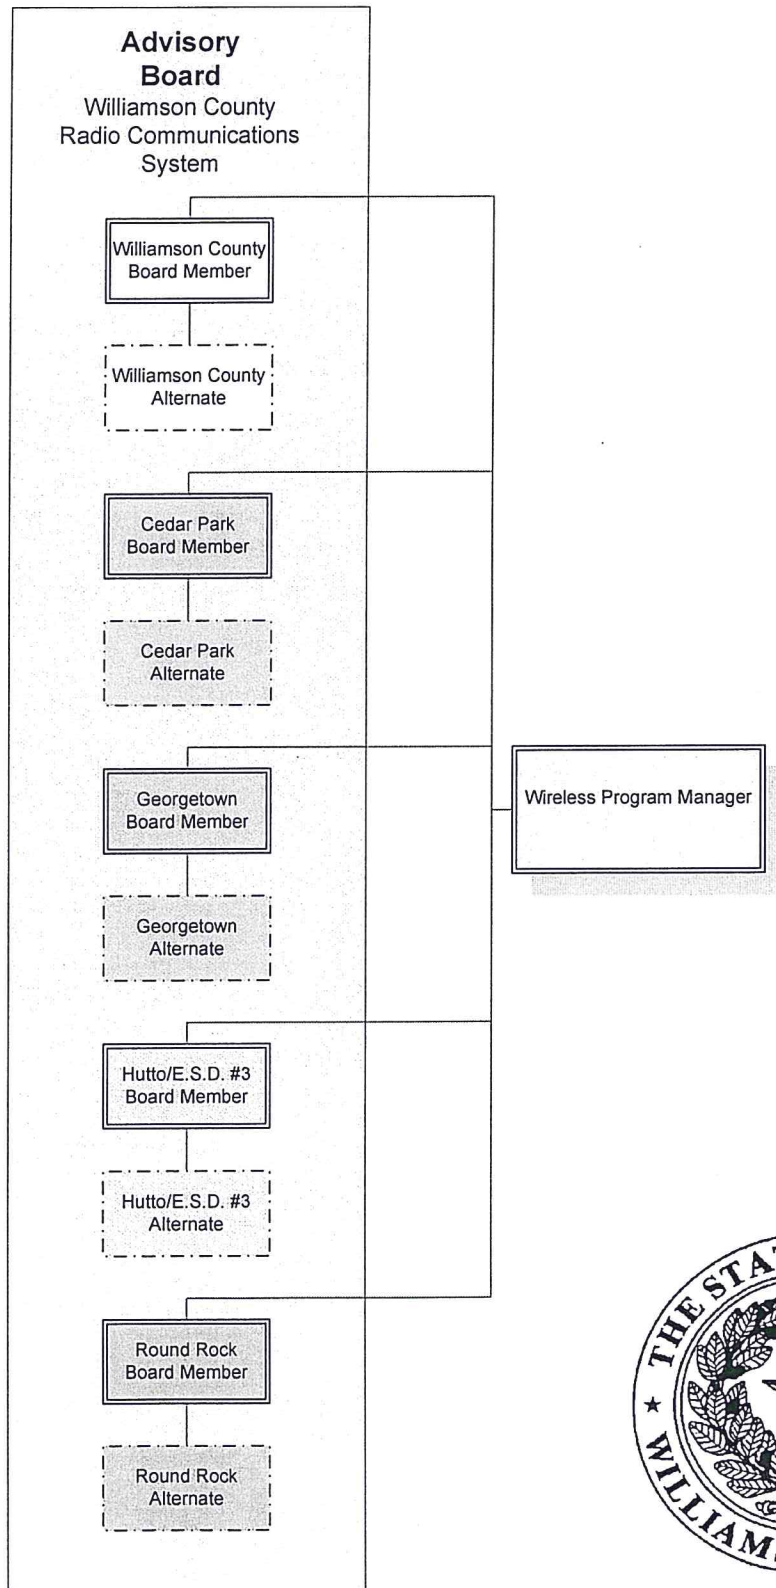 Advisory
Board
Williamson County
Radio Communications
System
Williamson County
Board Member
Williamson County
Alternate
Cedar Park
Board Member
Cedar Park
Alternate
Georgetown
Board Member
Wireless Program Manager
Georgetown
Alternate
Hutto/E.S.D. #3
Board Member
Hutto/E.S.D. #3
Alternate
Round Rock
Board Member
Round Rock
Alternate
THE